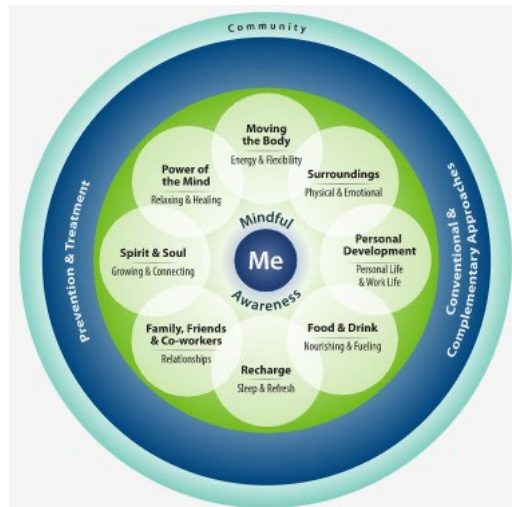 Community
Prevention & Treatment
Conventional &
Complementary Approaches
Moving
the Body
Energy & Flexibility
Surroundings
Physical & Emotional
Personal
Development
Personal Life
& Work Life
Food & Drink
Nourishing & Fueling
Recharge
Sleep & Refresh
Family, Friends
& Co-workers
Relationships
Spirit & Soul
Growing & Connecting
Power of
the Mind
Relaxing & Healing
Mindful
Me
Awareness